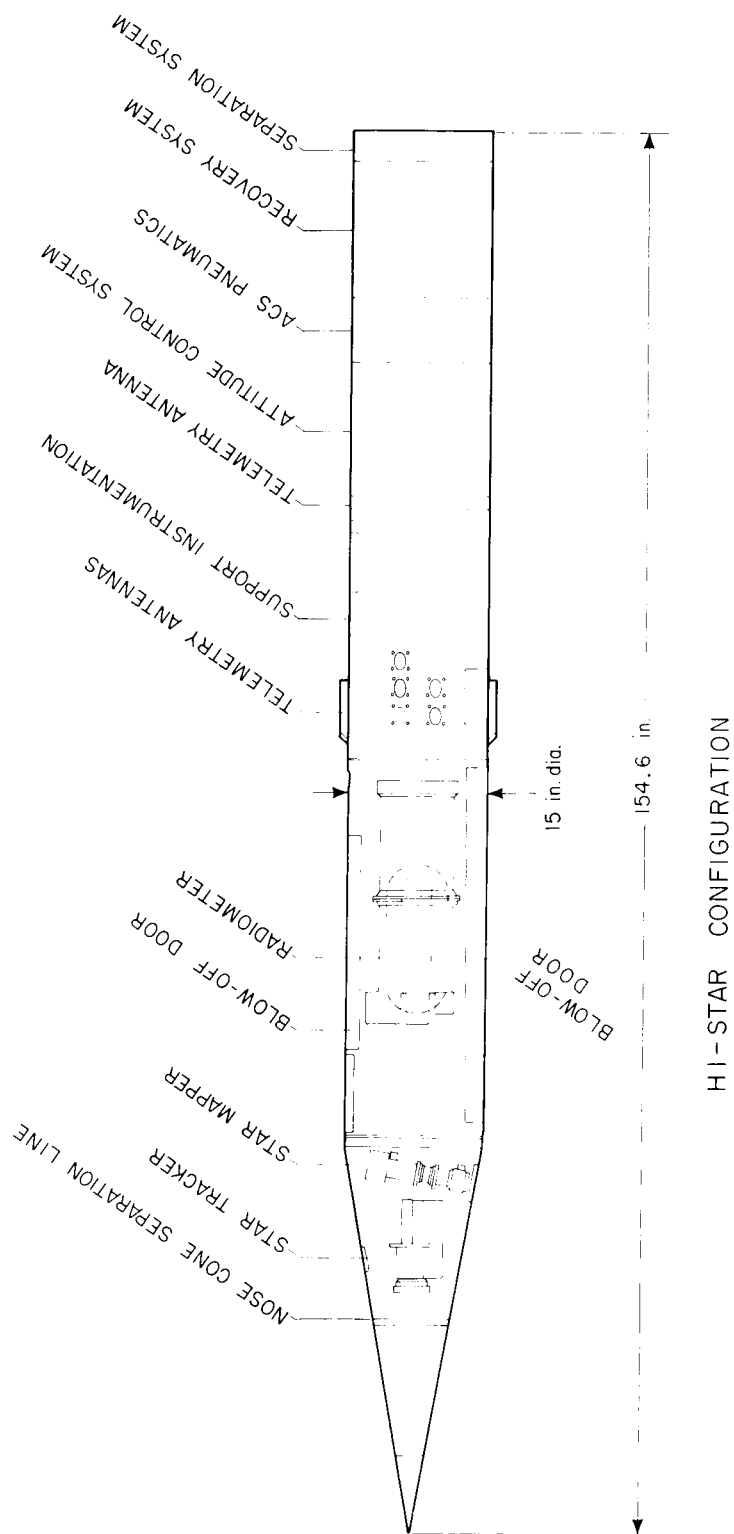 SEPARATION SYSTEM
RECOVERY SYSTEM
ACS PNEUMATICS
ATTITUDE CONTROL SYSTEM
TELEMETRY ANTENNA
SUPPORT INSTRUMENTATION
TELEMETRY ANTENNAS
RADIOMETER
BLOW-OFF DOOR
STAR MAPPER
STAR TRACKER
NOSE CONE SEPARATION LINE
15 in. dia.
BLOW-OFF
DOOR
154.6 in.
HI-STAR CONFIGURATION